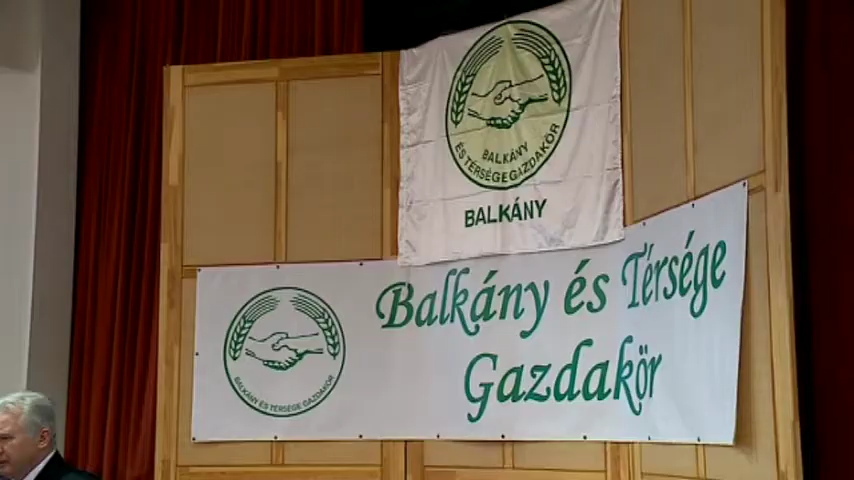 BALKÁNY
ÉS TÉRSÉGE GAZDAKÖR
BALKÁNY
Balkány és Térsége
Gazdakör
BALKÁNY ÉS TÉRSÉGE GAZDAKÖR